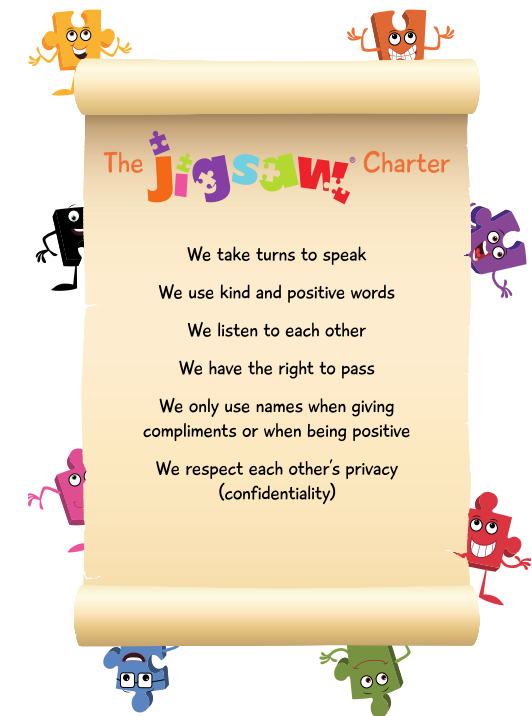 The jigsaw® Charter
We take turns to speak
We use kind and positive words
We listen to each other
We have the right to pass
We only use names when giving
compliments or when being positive
We respect each other's privacy
(confidentiality)